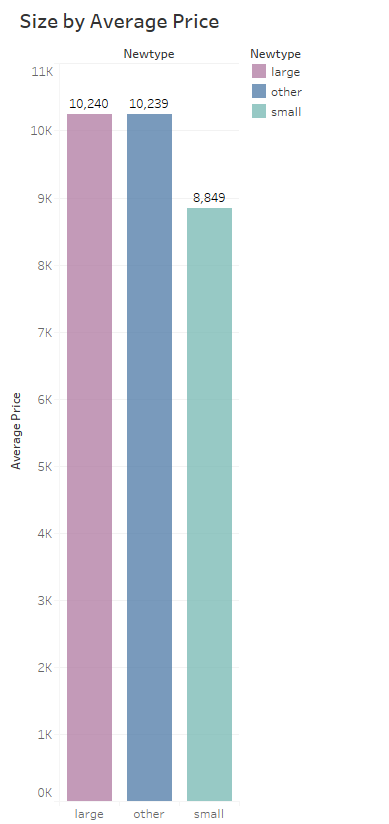 Size by Average Price
Newtype
Newtype
large
other
small
11K
10K
9K
8K
7K
6K
5K
4K
3K
2K
1K
0K
Average Price
10,240
10,239
8,849
large
other
small